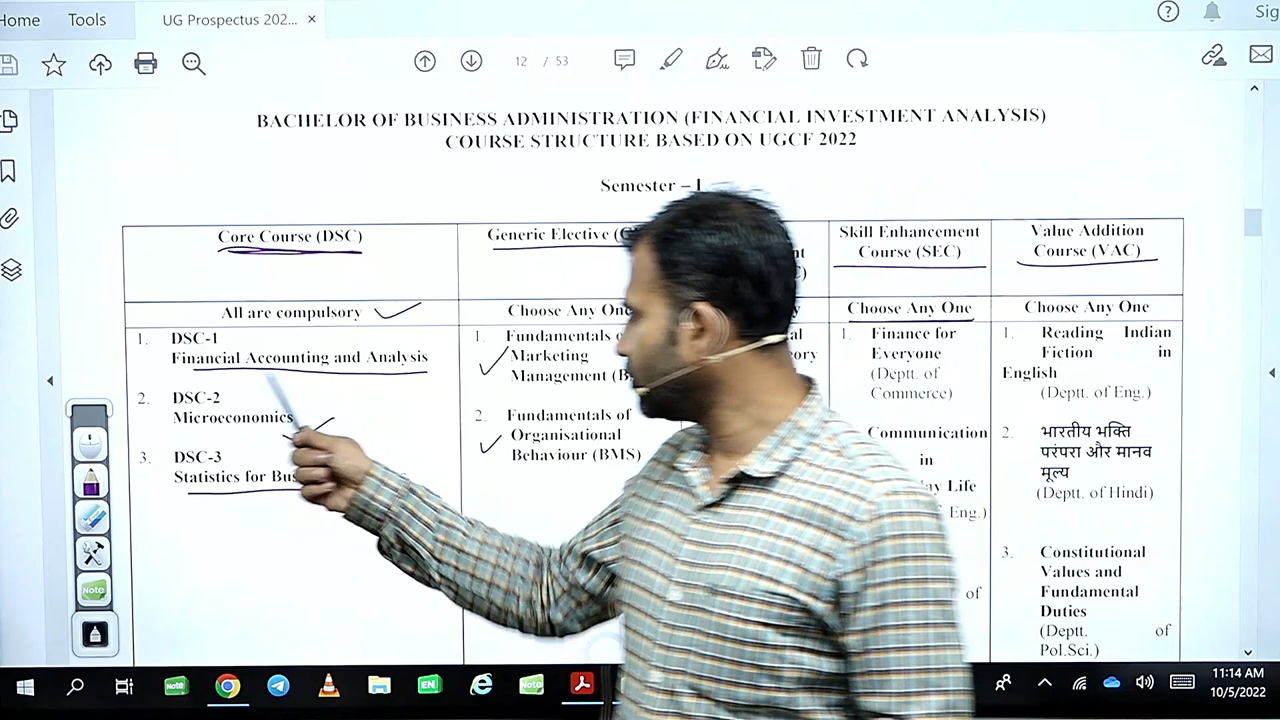 Home
Tools
UG Prospectus 202... ×
?
12 / 53
BACHELOR OF BUSINESS ADMINISTRATION (FINANCIAL INVESTMENT ANALYSIS)
COURSE STRUCTURE BASED ON UGCF 2022
Semester – I
Core Course (DSC)
All are compulsory
1. DSC-1
Financial Accounting and Analysis
2. DSC-2
Microeconomics
3. DSC-3
Statistics for
Generic Elective
Choose Any One
1. Fundamentals
Marketing
Management
2. Fundamentals of
Organisational
Behaviour (BMS)
Skill Enhancement
Course (SEC)
Choose Any One
1. Finance for
Everyone
(Deptt. of
Commerce)
Communication
in
Life
Eng.)
of
Value Addition
Course (VAC)
Choose Any One
1. Reading Indian
Fiction in
English
(Deptt. of Eng.)
2. भारतीय भक्ति
परंपरा और मानव
मूल्य
(Deptt. of Hindi)
3. Constitutional
Values and
Fundamental
Duties
(Deptt. of
Pol.Sci.)
Note
Note
EN
Note
11:14 AM
10/5/2022